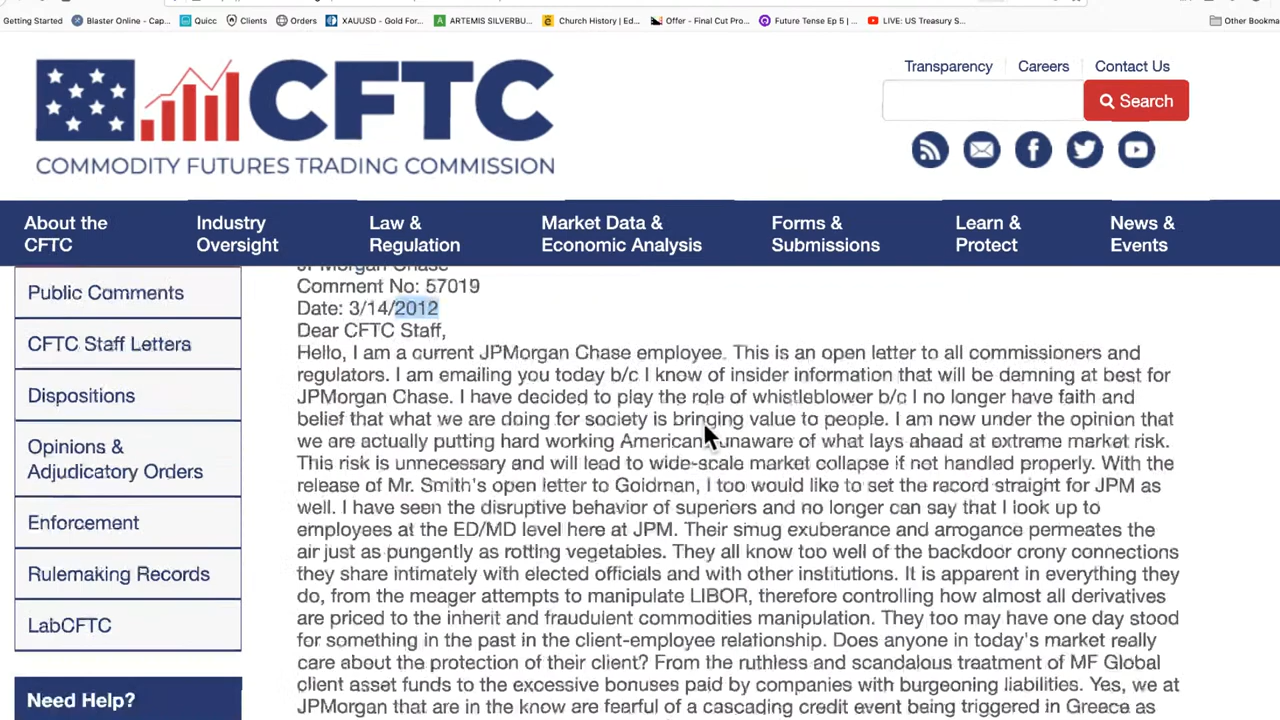 Getting Started Blaster Online - Cap... Quicc Clients Orders XAUUSD - Gold For... ARTEMIS SILVERBU... Church History | Ed... Offer - Final Cut Pro... Future Tense Ep 5 | ... LIVE: US Treasury S... Other Bookma
CFTC
COMMODITY FUTURES TRADING COMMISSION
Transparency Careers Contact Us
Search
About the CFTC
Industry Oversight
Law & Regulation
Market Data & Economic Analysis
Forms & Submissions
Learn & Protect
News & Events
Public Comments
CFTC Staff Letters
Dispositions
Opinions &
Adjudicatory Orders
Enforcement
Rulemaking Records
LabCFTC
Need Help?
JPMorgan Chase
Comment No: 57019
Date: 3/14/2012
Dear CFTC Staff,
Hello, I am a current JPMorgan Chase employee. This is an open letter to all commissioners and
regulators. I am emailing you today b/c I know of insider information that will be damning at best for
JPMorgan Chase. I have decided to play the role of whistleblower b/c I no longer have faith and
belief that what we are doing for society is bringing value to people. I am now under the opinion that
we are actually putting hard working Americans unaware of what lays ahead at extreme market risk.
This risk is unnecessary and will lead to wide-scale market collapse if not handled properly. With the
release of Mr. Smith's open letter to Goldman, I too would like to set the record straight for JPM as
well. I have seen the disruptive behavior of superiors and no longer can say that I look up to
employees at the ED/MD level here at JPM. Their smug exuberance and arrogance permeates the
air just as pungently as rotting vegetables. They all know too well of the backdoor crony connections
they share intimately with elected officials and with other institutions. It is apparent in everything they
do, from the meager attempts to manipulate LIBOR, therefore controlling how almost all derivatives
are priced to the inherit and fraudulent commodities manipulation. They too may have one day stood
for something in the past in the client-employee relationship. Does anyone in today's market really
care about the protection of their client? From the ruthless and scandalous treatment of MF Global
client asset funds to the excessive bonuses paid by companies with burgeoning liabilities. Yes, we at
JPMorgan that are in the know are fearful of a cascading credit event being triggered in Greece as